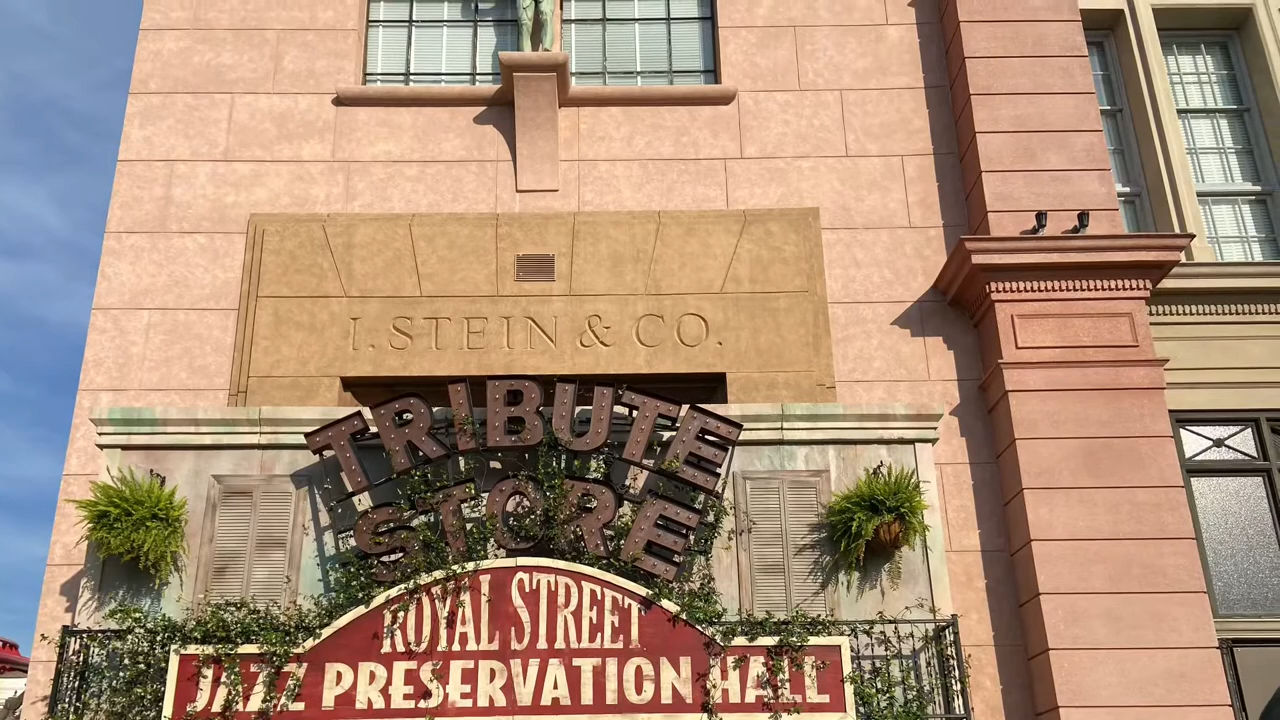 I. STEIN & CO.
TRIBUTE
STORE
ROYAL STREET
JAZZ PRESERVATION HALL